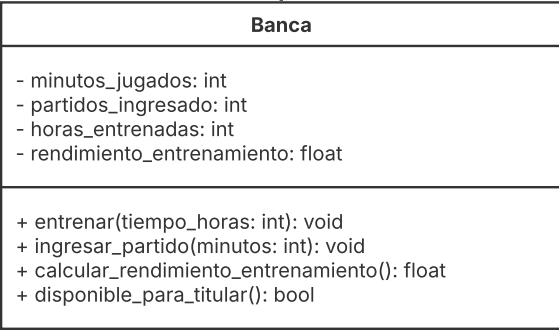 Banca
- minutos_jugados: int
- partidos_ingresado: int
- horas_entrenadas: int
- rendimiento_entrenamiento: float
+ entrenar(tiempo_horas: int): void
+ ingresar_partido(minutos: int): void
+ calcular_rendimiento_entrenamiento(): float
+ disponible_para_titular(): bool